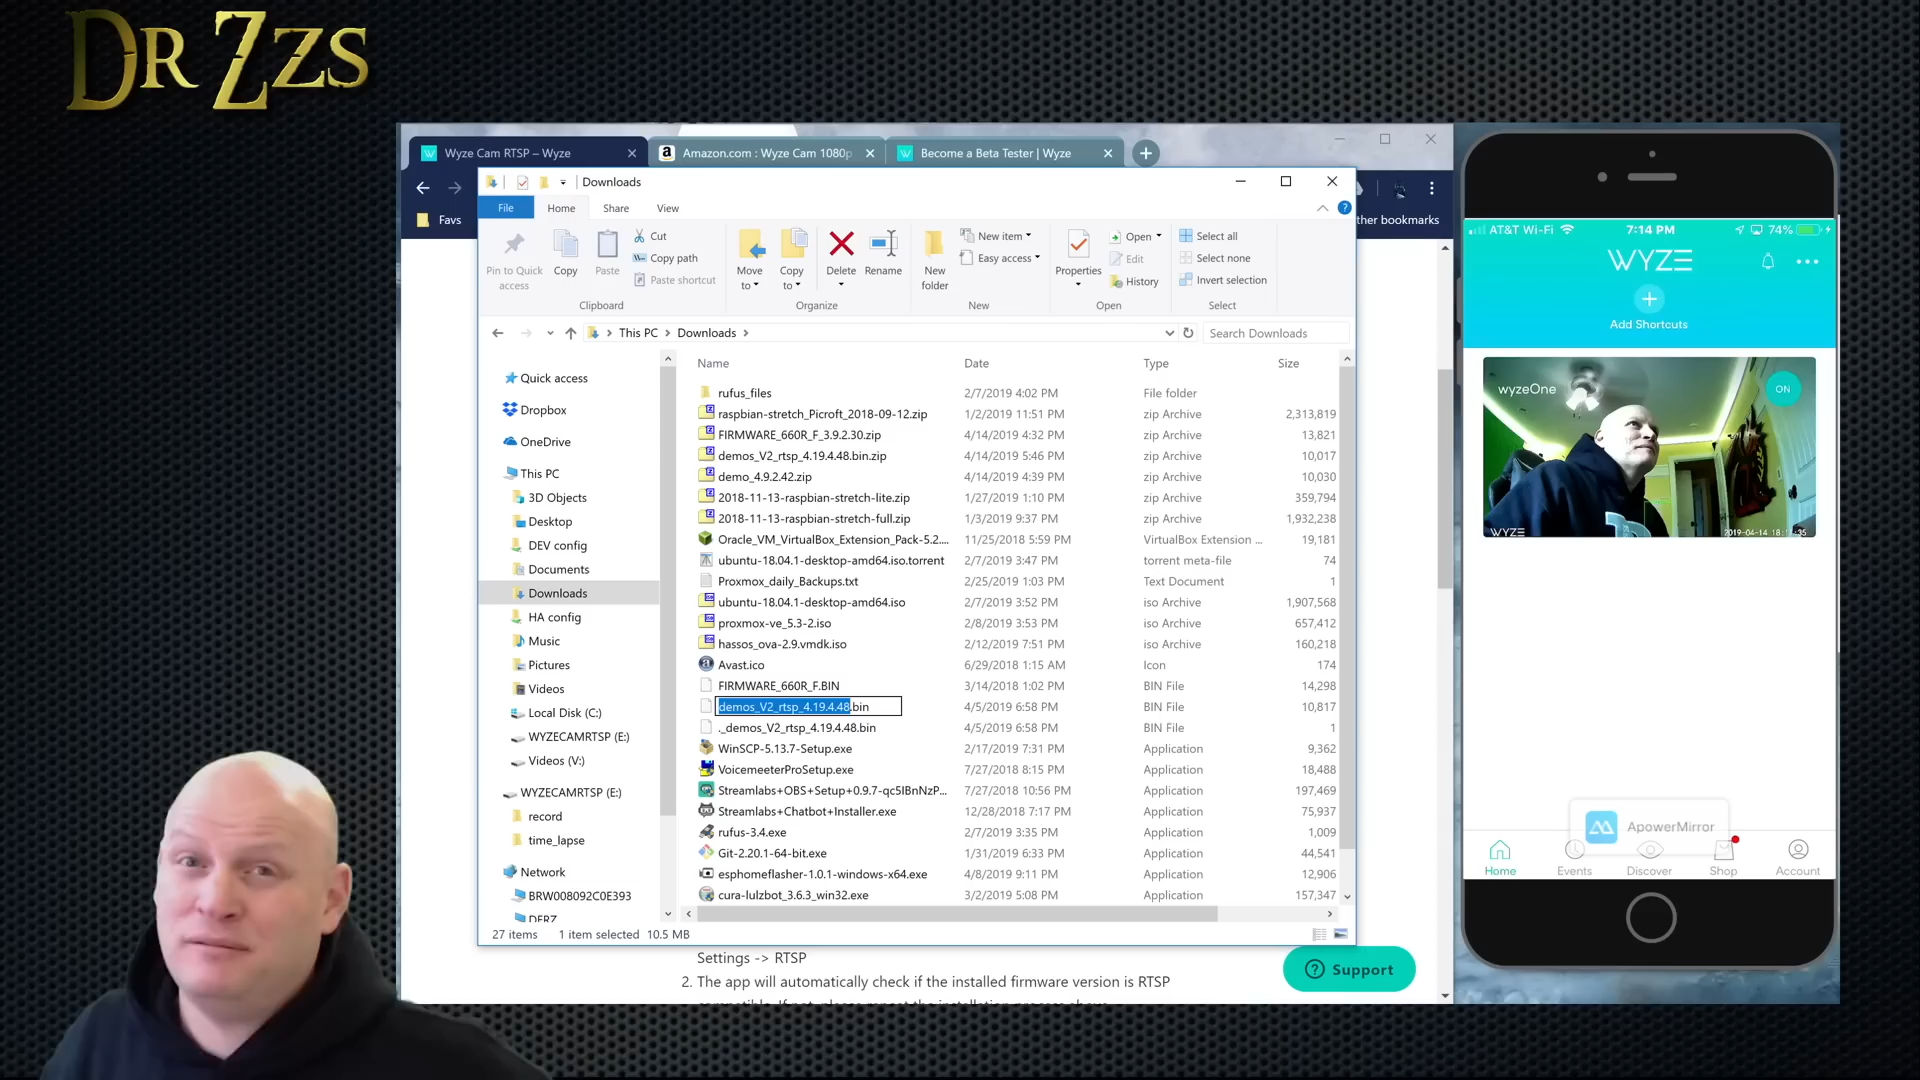 DR ZZS
Wyze Cam RTSP – Wyze
Amazon.com : Wyze Cam 1080p
Become a Beta Tester | Wyze
Favs
ther bookmarks
Downloads
File
Home
Share
View
Pin to Quick access
Copy
Paste
Cut
Copy path
Paste shortcut
Clipboard
Move to
Copy to
Delete
Rename
Organize
New folder
New item
Easy access
New
Properties
Open
Edit
History
Open
Select all
Select none
Invert selection
Select
This PC > Downloads >
Search Downloads
Name Date Type Size
Quick access
Dropbox
OneDrive
This PC
3D Objects
Desktop
DEV config
Documents
Downloads
HA config
Music
Pictures
Videos
Local Disk (C:)
WYZECAMRTSP (E:)
Videos (V:)
WYZECAMRTSP (E:)
record
time_lapse
Network
BRW008092C0E393
DERZ
rufus_files 2/7/2019 4:02 PM File folder
raspbian-stretch_Picroft_2018-09-12.zip 1/2/2019 11:51 PM zip Archive 2,313,819
FIRMWARE_660R_F_3.9.2.30.zip 4/14/2019 4:32 PM zip Archive 13,821
demos_V2_rtsp_4.19.4.48.bin.zip 4/14/2019 5:46 PM zip Archive 10,017
demo_4.9.2.42.zip 4/14/2019 4:39 PM zip Archive 10,030
2018-11-13-raspbian-stretch-lite.zip 1/27/2019 1:10 PM zip Archive 359,794
2018-11-13-raspbian-stretch-full.zip 1/3/2019 9:37 PM zip Archive 1,932,238
Oracle_VM_VirtualBox_Extension_Pack-5.2.... 11/25/2018 5:59 PM VirtualBox Extension ... 19,181
ubuntu-18.04.1-desktop-amd64.iso.torrent 2/7/2019 3:47 PM torrent meta-file 74
Proxmox_daily_Backups.txt 2/25/2019 1:03 PM Text Document 1
ubuntu-18.04.1-desktop-amd64.iso 2/7/2019 3:52 PM iso Archive 1,907,568
proxmox-ve_5.3-2.iso 2/8/2019 3:53 PM iso Archive 657,412
hassos_ova-2.9.vmdk.iso 2/12/2019 7:51 PM iso Archive 160,218
Avast.ico 6/29/2018 1:15 AM Icon 174
FIRMWARE_660R_F.BIN 3/14/2018 1:02 PM BIN File 14,298
demos_V2_rtsp_4.19.4.48.bin 4/5/2019 6:58 PM BIN File 10,817
._demos_V2_rtsp_4.19.4.48.bin 4/5/2019 6:58 PM BIN File 1
WinSCP-5.13.7-Setup.exe 2/17/2019 7:31 PM Application 9,362
VoicemeeterProSetup.exe 7/27/2018 8:15 PM Application 18,488
Streamlabs+OBS+Setup+0.9.7-qc5IBnNzP... 7/27/2018 10:56 PM Application 197,469
Streamlabs+Chatbot+Installer.exe 12/28/2018 7:17 PM Application 75,937
rufus-3.4.exe 2/7/2019 3:35 PM Application 1,009
Git-2.20.1-64-bit.exe 1/31/2019 6:33 PM Application 44,541
esphomeflasher-1.0.1-windows-x64.exe 4/8/2019 9:11 PM Application 12,906
cura-lulzbot_3.6.3_win32.exe 3/2/2019 5:08 PM Application 157,347
27 items 1 item selected 10.5 MB
Settings -> RTSP
2. The app will automatically check if the installed firmware version is RTSP
Support
AT&T Wi-Fi 7:14 PM 74%
WYZE
Add Shortcuts
wyzeOne
ON
WYZE
ApowerMirror
Home
Events
Discover
Shop
Account